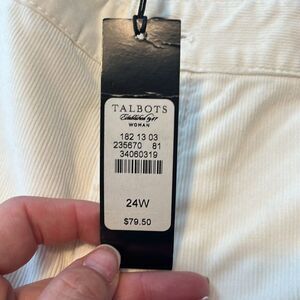 TALBOTS
Established 1947
WOMAN
182 13 03
235670 81
34060319
24W
$79.50